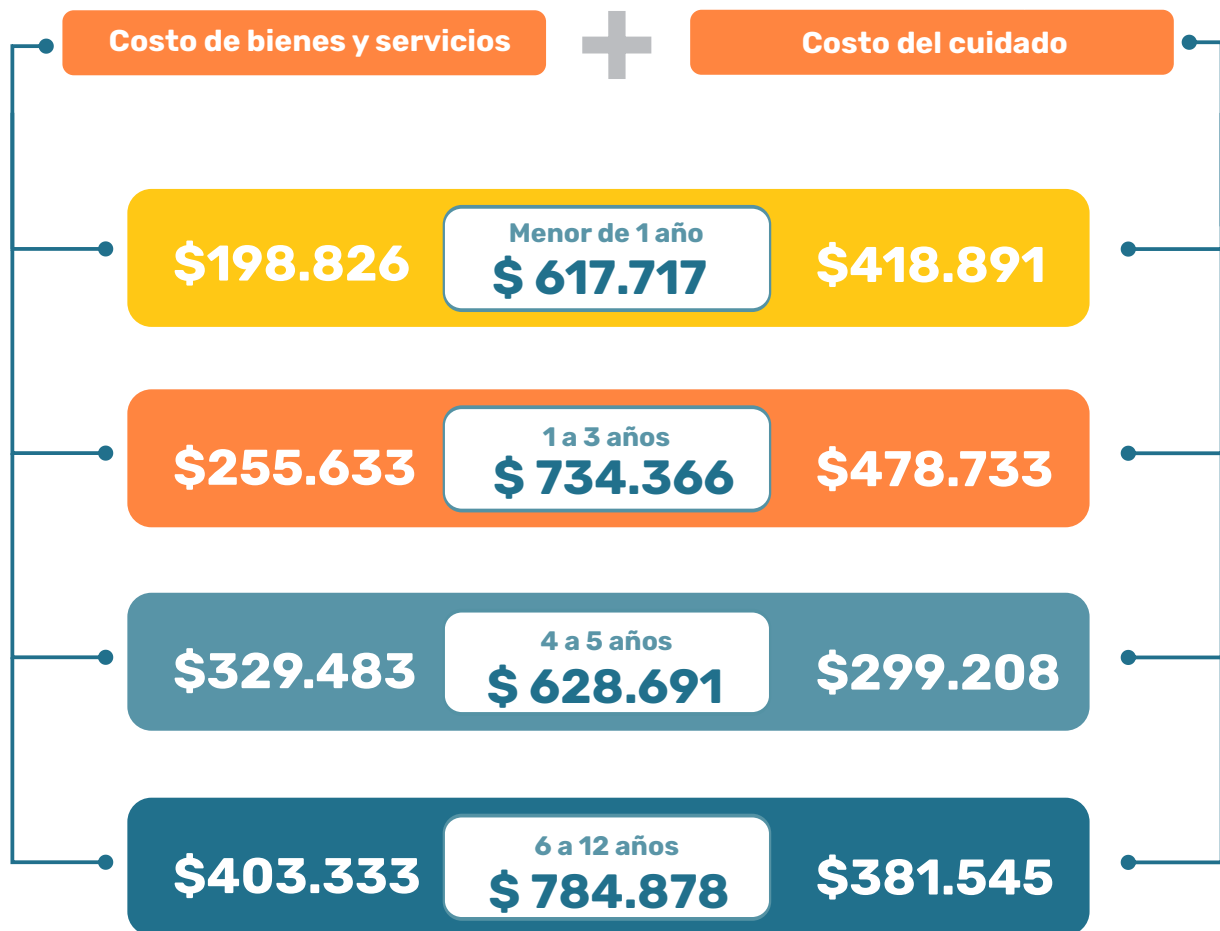 Costo de bienes y servicios
+
Costo del cuidado
Menor de 1 año
$198.826
$ 617.717
$418.891
1 a 3 años
$255.633
$ 734.366
$478.733
4 a 5 años
$329.483
$ 628.691
$299.208
6 a 12 años
$403.333
$ 784.878
$381.545